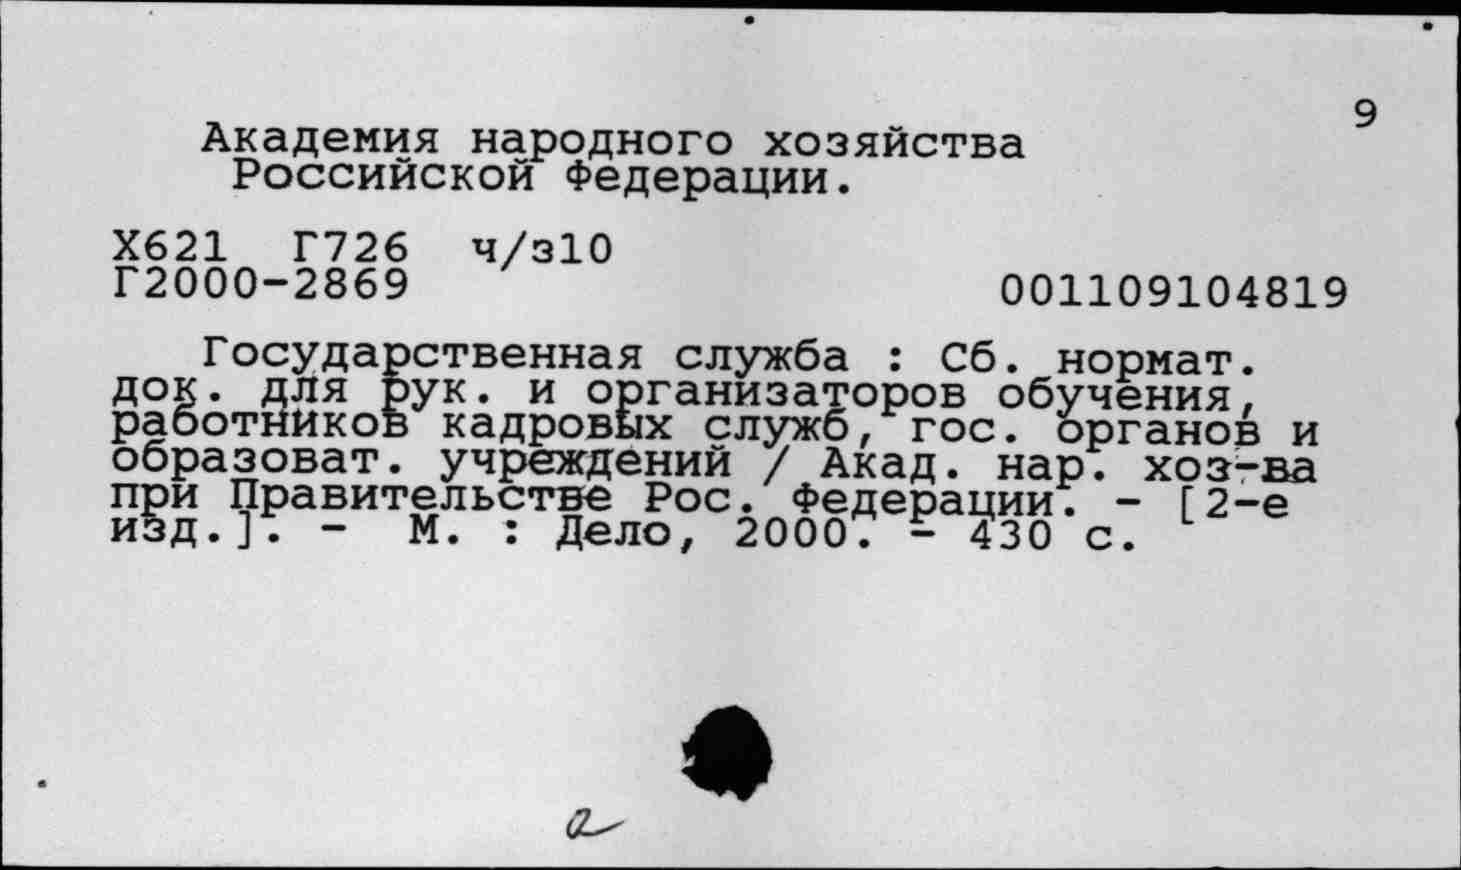 9
Академия народного хозяйства
Российской Федерации.
Х621 Г726 ч/з10
Г2000-2869 001109104819
Государственная служба : Сб. нормат.
док. для рук. и организаторов обучения,
работников кадровых служб, гос. органов и
образоват. учреждений / Акад. нар. хоз-ва
при Правительстве Рос. Федерации. - [2-е
изд.]. - М. : Дело, 2000. - 430 с.